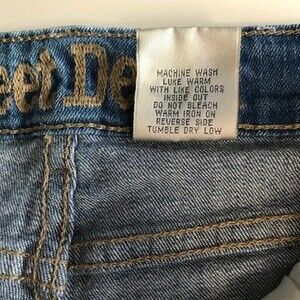 eet De
MACHINE WASH
LUKE WARM
WITH LIKE COLORS
INSIDE OUT
DO NOT BLEACH
WARM IRON ON
REVERSE SIDE
TUMBLE DRY LOW